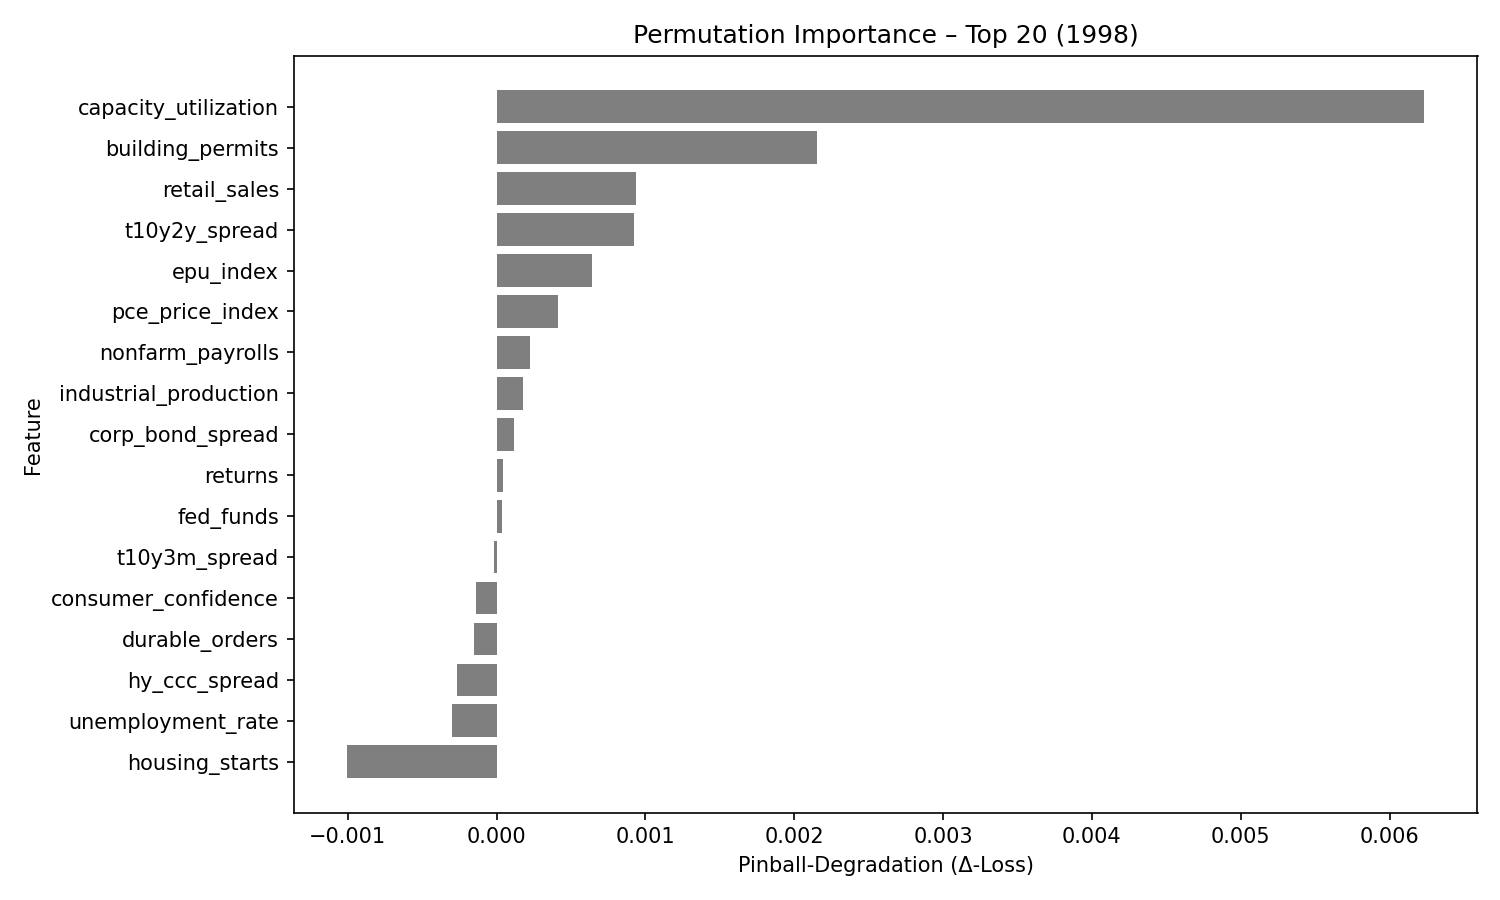 Permutation Importance – Top 20 (1998)
capacity_utilization
building_permits
retail_sales
t10y2y_spread
epu_index
pce_price_index
nonfarm_payrolls
industrial_production
corp_bond_spread
returns
fed_funds
t10y3m_spread
consumer_confidence
durable_orders
hy_ccc_spread
unemployment_rate
housing_starts
Feature
−0.001 0.000 0.001 0.002 0.003 0.004 0.005 0.006
Pinball-Degradation (Δ-Loss)